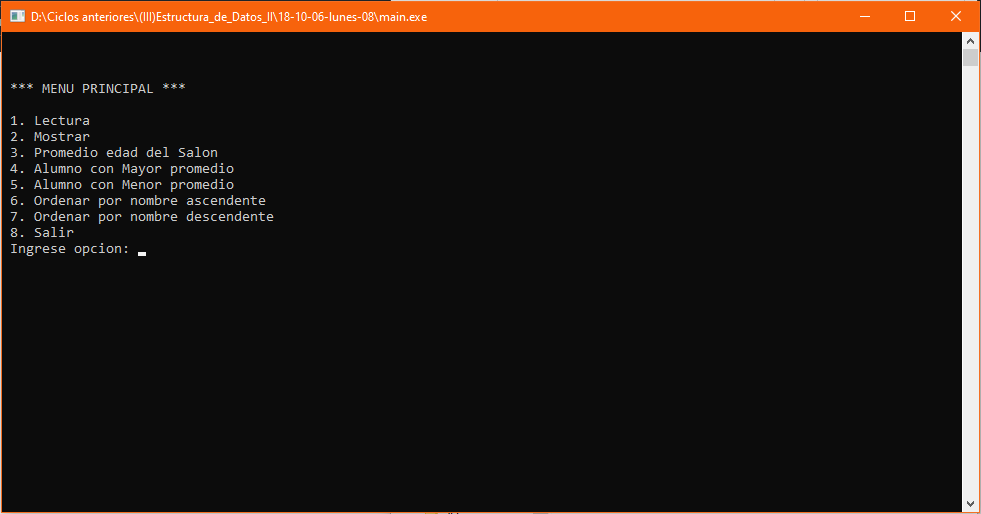 D:\Ciclos anteriores\(III)Estructura_de_Datos_II\18-10-06-lunes-08\main.exe
*** MENU PRINCIPAL ***
1. Lectura
2. Mostrar
3. Promedio edad del Salon
4. Alumno con Mayor promedio
5. Alumno con Menor promedio
6. Ordenar por nombre ascendente
7. Ordenar por nombre descendente
8. Salir
Ingrese opcion: